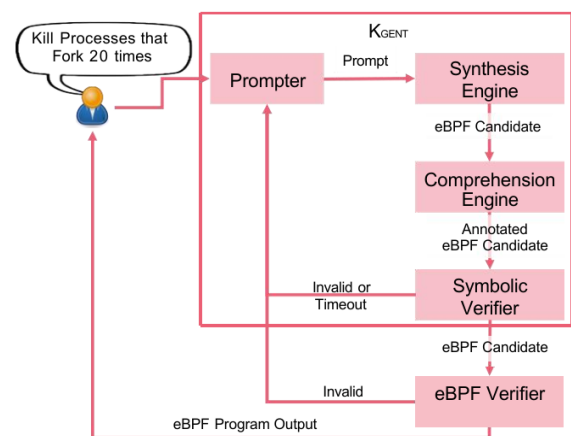 Kill Processes that
Fork 20 times
KGENT
Prompter
Prompt
Synthesis
Engine
eBPF Candidate
Comprehension
Engine
Annotated
eBPF Candidate
Invalid or
Timeout
Symbolic
Verifier
eBPF Candidate
Invalid
eBPF Verifier
eBPF Program Output